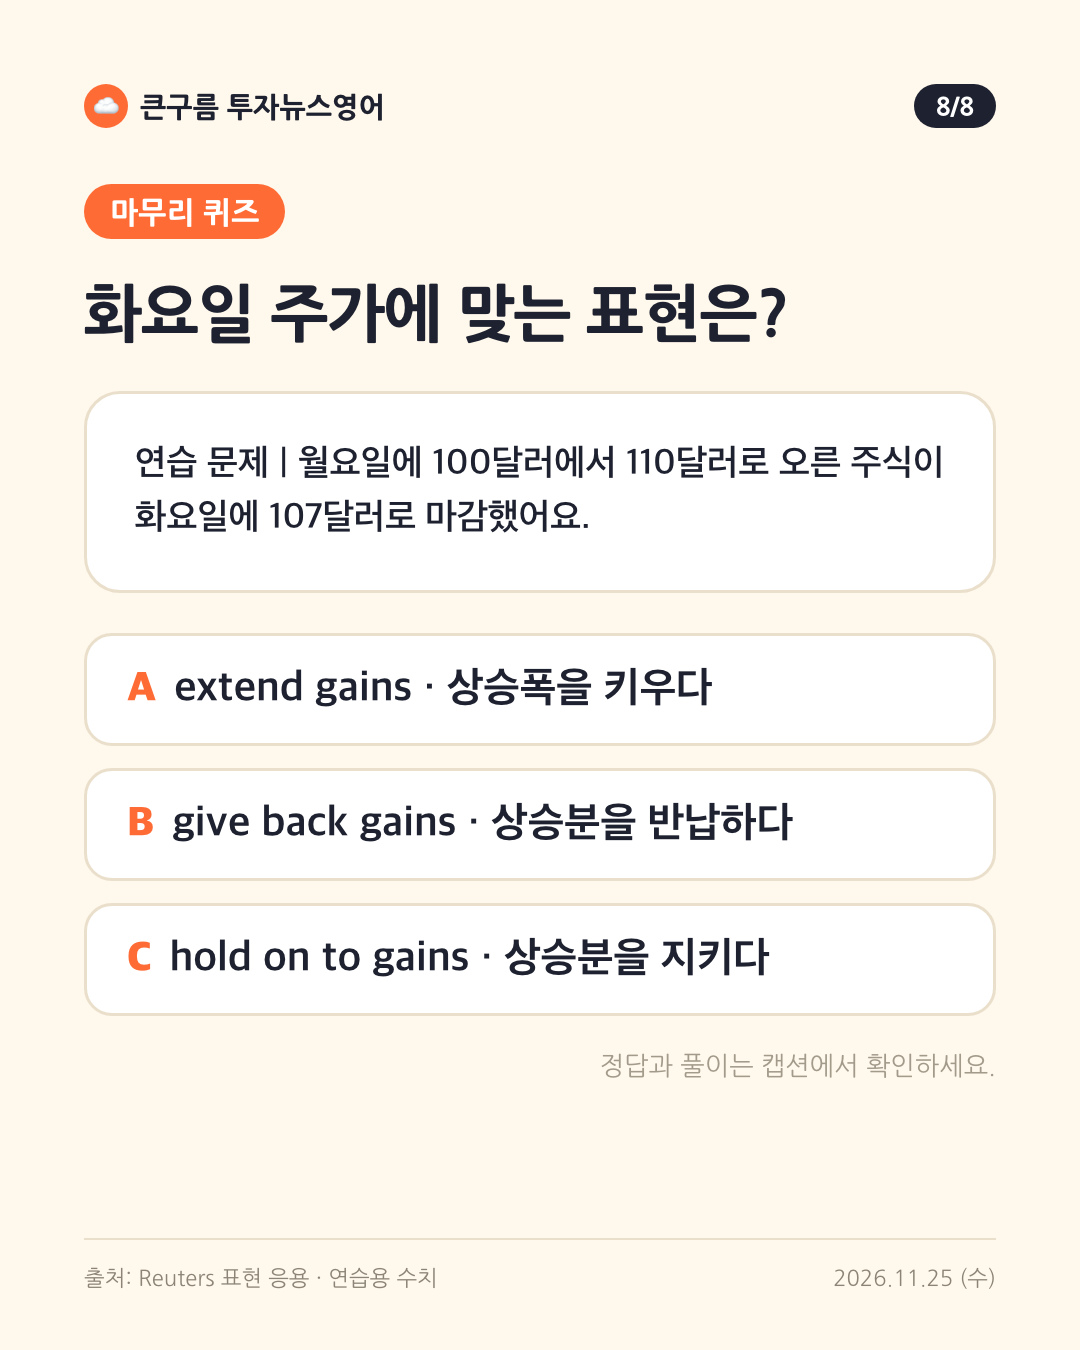 큰구름 투자뉴스영어
8/8
마무리 퀴즈
화요일 주가에 맞는 표현은?
연습 문제 | 월요일에 100달러에서 110달러로 오른 주식이
화요일에 107달러로 마감했어요.
A extend gains · 상승폭을 키우다
B give back gains · 상승분을 반납하다
C hold on to gains · 상승분을 지키다
정답과 풀이는 캡션에서 확인하세요.
출처: Reuters 표현 응용 · 연습용 수치
2026.11.25 (수)